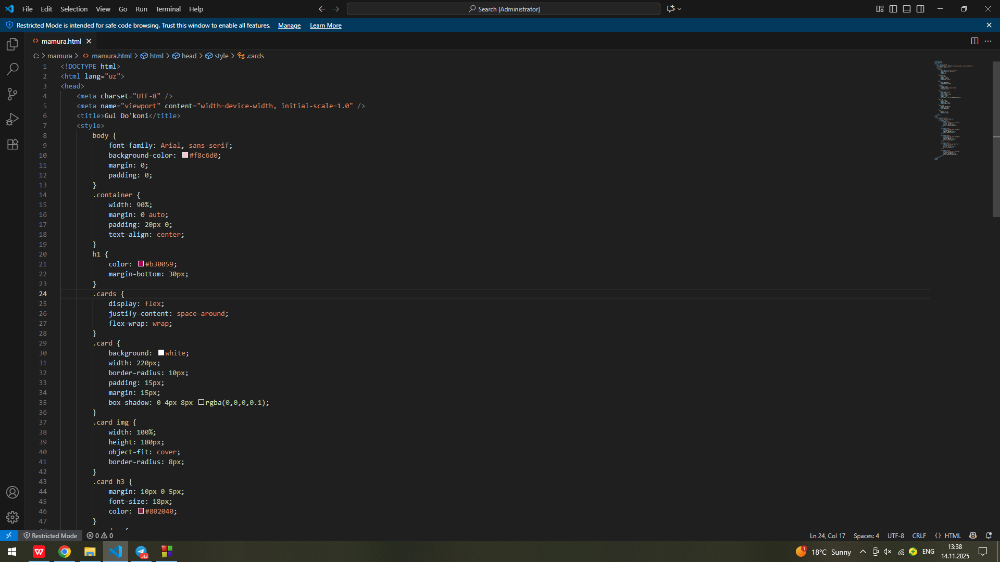 File Edit Selection View Go Run Terminal Help
Search [Administrator]
Restricted Mode is intended for safe code browsing. Trust this window to enable all features. Manage Learn More
mamura.html
C: > mamura > mamura.html > html > head > style > .cards
1 <!DOCTYPE html>
2 <html lang="uz">
3 <head>
4     <meta charset="UTF-8" />
5     <meta name="viewport" content="width=device-width, initial-scale=1.0" />
6     <title>Gul Do'koni</title>
7     <style>
8         body {
9             font-family: Arial, sans-serif;
10             background-color: #f8c6d0;
11             margin: 0;
12             padding: 0;
13         }
14         .container {
15             width: 90%;
16             margin: 0 auto;
17             padding: 20px 0;
18             text-align: center;
19         }
20         h1 {
21             color: #b30059;
22             margin-bottom: 30px;
23         }
24         .cards {
25             display: flex;
26             justify-content: space-around;
27             flex-wrap: wrap;
28         }
29         .card {
30             background: white;
31             width: 220px;
32             border-radius: 10px;
33             padding: 15px;
34             margin: 15px;
35             box-shadow: 0 4px 8px rgba(0,0,0,0.1);
36         }
37         .card img {
38             width: 100%;
39             height: 180px;
40             object-fit: cover;
41             border-radius: 8px;
42         }
43         .card h3 {
44             margin: 10px 0 5px;
45             font-size: 18px;
46             color: #802040;
47         }
Restricted Mode 0 0 Ln 24, Col 17 Spaces: 4 UTF-8 CRLF {} HTML
W 43 1 18°C Sunny ENG 13:38
14.11.2025